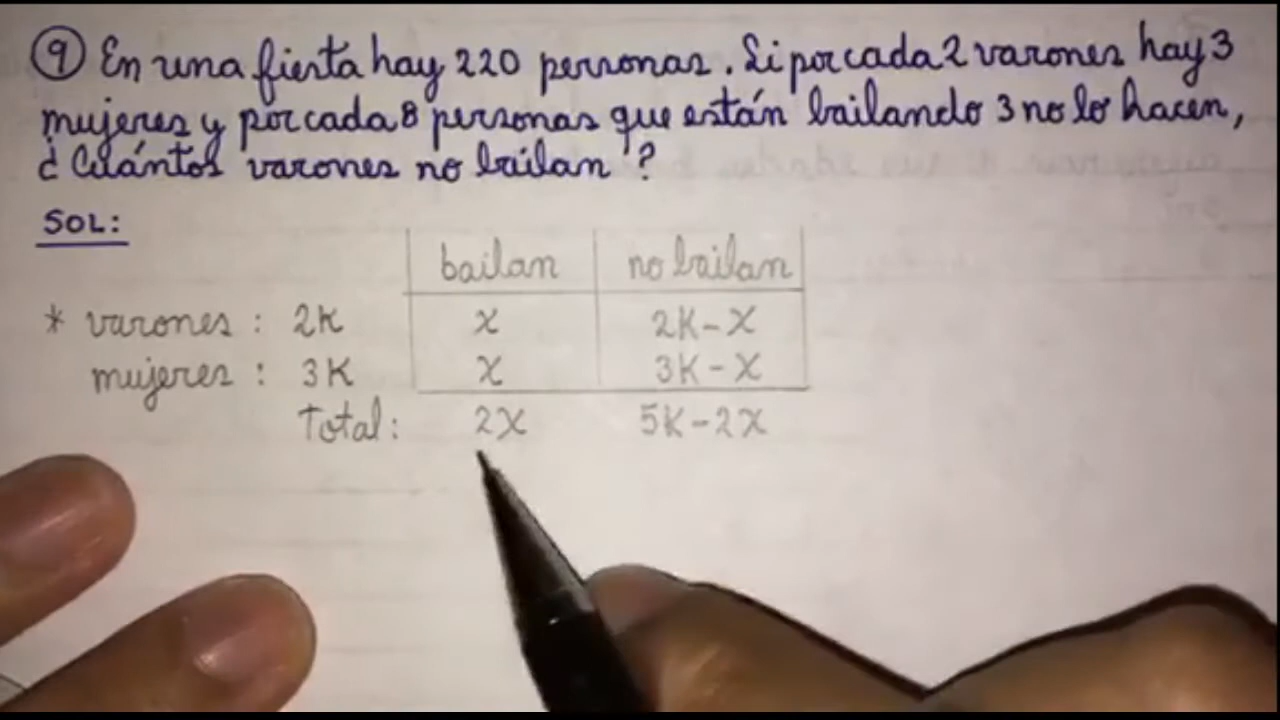 9 En una fiesta hay 220 personas. Si por cada 2 varones hay 3
mujeres y por cada 8 personas que están bailando 3 no lo hacen,
¿Cuántos varones no bailan?
SOL:
bailan no bailan
* varones: 2K x 2K-x
mujeres: 3K x 3K-x
Total: 2x 5K-2x